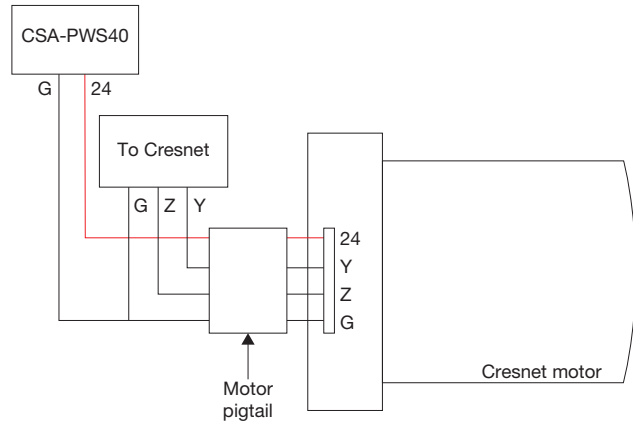 CSA-PWS40
G 24
To Cresnet
G Z Y
24
Y
Z
G
Cresnet motor
Motor
pigtail